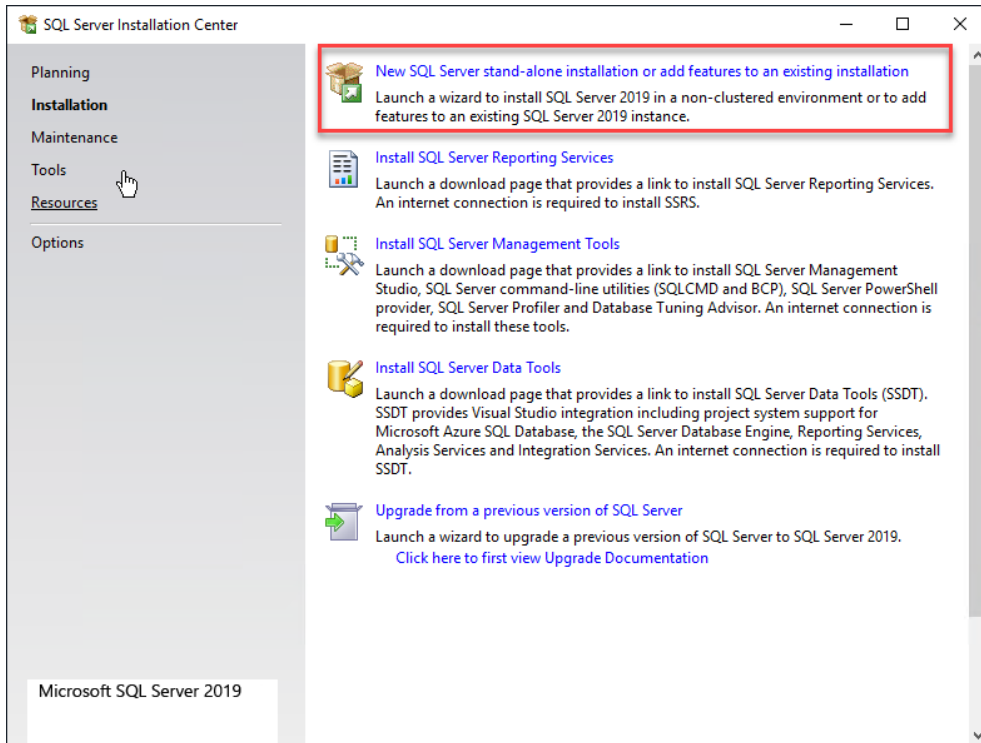 SQL Server Installation Center
Planning
Installation
Maintenance
Tools
Resources
Options
New SQL Server stand-alone installation or add features to an existing installation
Launch a wizard to install SQL Server 2019 in a non-clustered environment or to add
features to an existing SQL Server 2019 instance.
Install SQL Server Reporting Services
Launch a download page that provides a link to install SQL Server Reporting Services.
An internet connection is required to install SSRS.
Install SQL Server Management Tools
Launch a download page that provides a link to install SQL Server Management
Studio, SQL Server command-line utilities (SQLCMD and BCP), SQL Server PowerShell
provider, SQL Server Profiler and Database Tuning Advisor. An internet connection is
required to install these tools.
Install SQL Server Data Tools
Launch a download page that provides a link to install SQL Server Data Tools (SSDT).
SSDT provides Visual Studio integration including project system support for
Microsoft Azure SQL Database, the SQL Server Database Engine, Reporting Services,
Analysis Services and Integration Services. An internet connection is required to install
SSDT.
Upgrade from a previous version of SQL Server
Launch a wizard to upgrade a previous version of SQL Server to SQL Server 2019.
Click here to first view Upgrade Documentation
Microsoft SQL Server 2019